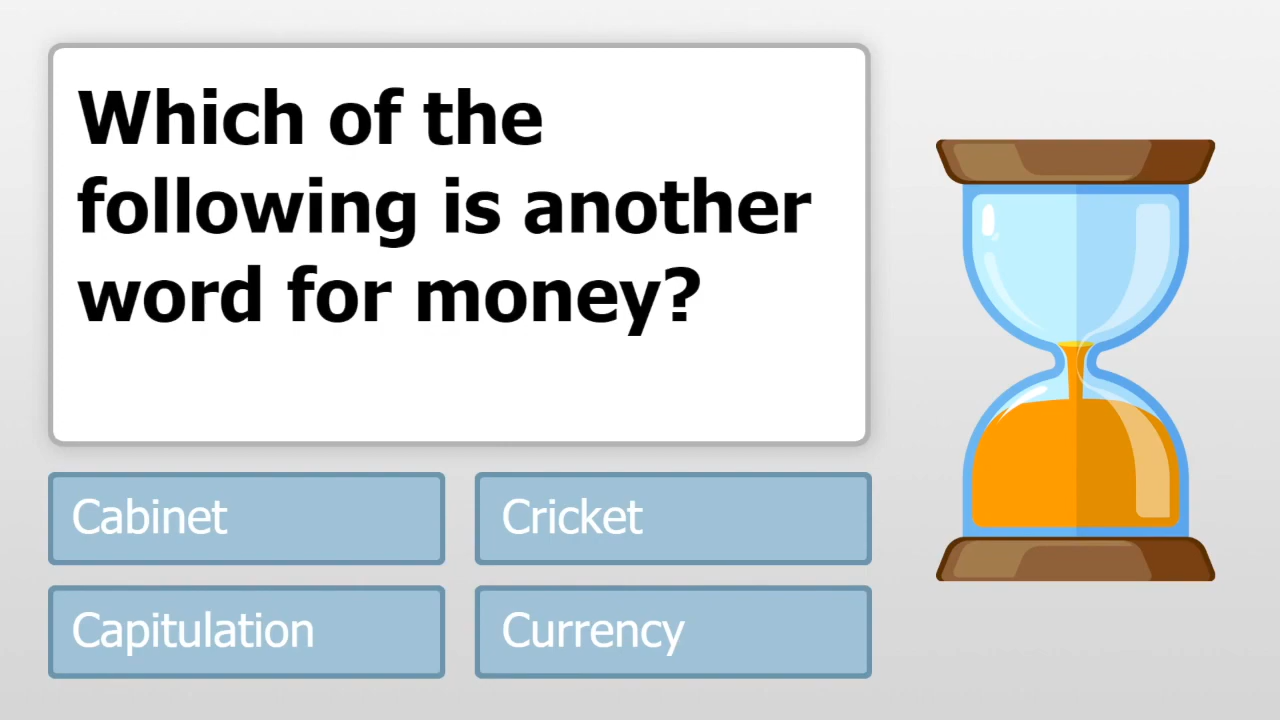 Which of the
following is another
word for money?
Cabinet
Cricket
Capitulation
Currency